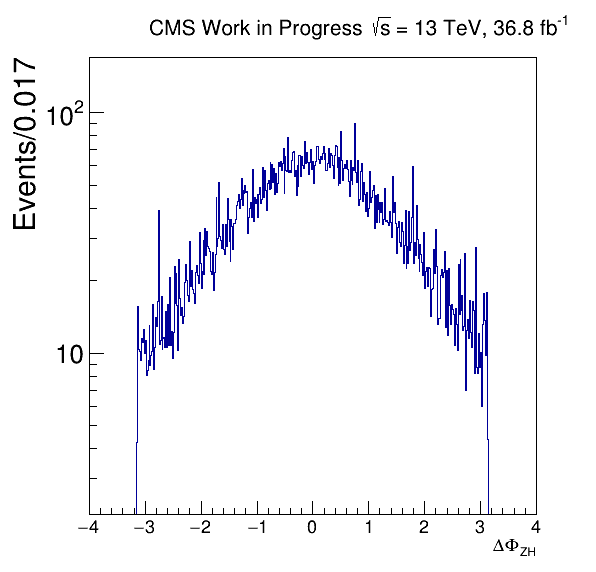 CMS Work in Progress √s = 13 TeV, 36.8 fb⁻¹
Events/0.017
10²
10
−4 −3 −2 −1 0 1 2 3 4
ΔΦ_ZH